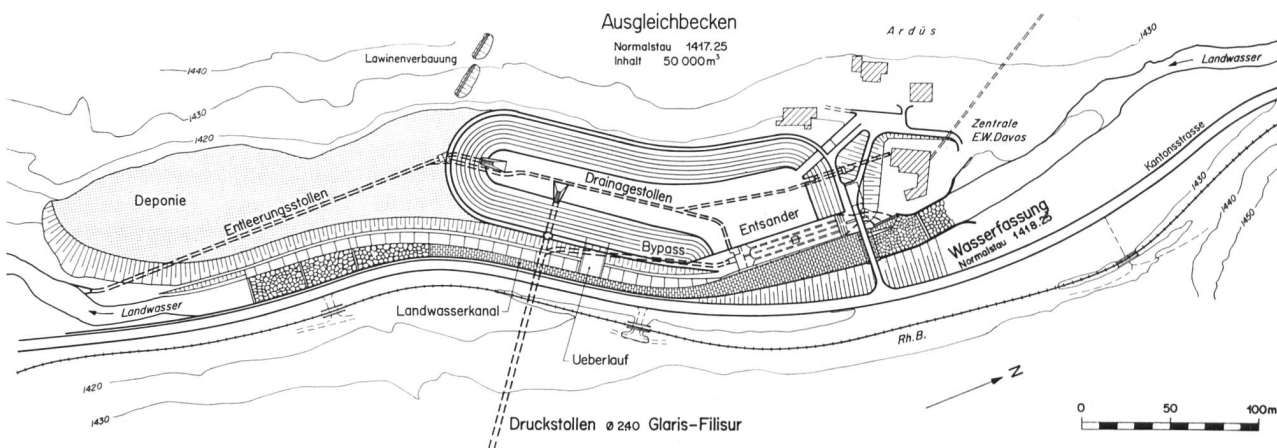 Ausgleichbecken
Normalstau 1417.25
Inhalt 50 000 m³
Ardüs
1430
Landwasser
Lawinenverbauung
1440
1430
1420
Zentrale
E.W. Davos
Kantonsstrasse
Deponie
Entleerungsstollen
Drainagestollen
Entsander
Bypass
Wasserfassung
Normalstau 1418.25
1430
1440
1450
Landwasser
Landwasserkanal
Ueberlauf
Rh.B.
1420
1430
N
Druckstollen ø 240 Glaris-Filisur
0 50 100m